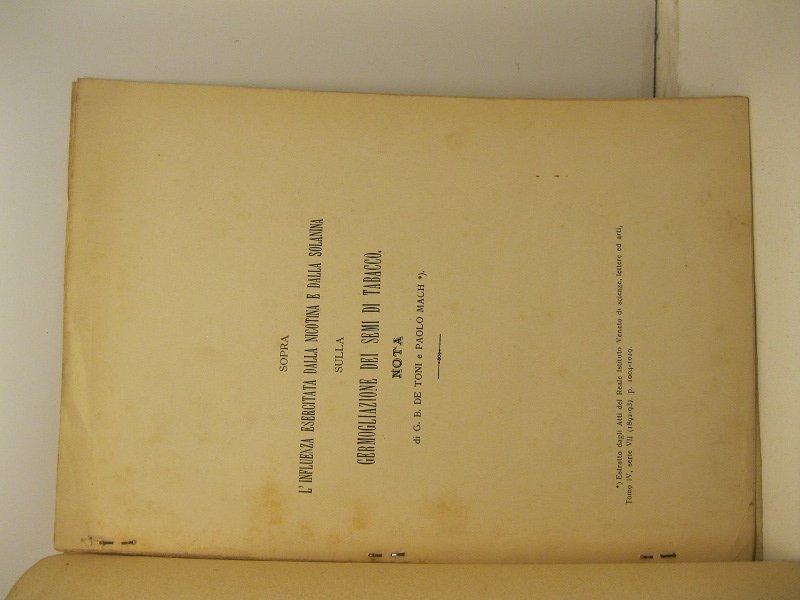 SOPRA
L' INFLUENZA ESERCITATA DALLA NICOTINA E DALLA SOLANINA
SULLA
GERMOGLIAZIONE DEI SEMI DI TABACCO.
NOTA
di G. B. DE TONI e PAOLO MACH *).
*) Estratto dagli Atti del Reale Istituto Veneto di scienze, lettere ed arti,
Tomo IV, serie VII (1892-93). p. 1004-1019.